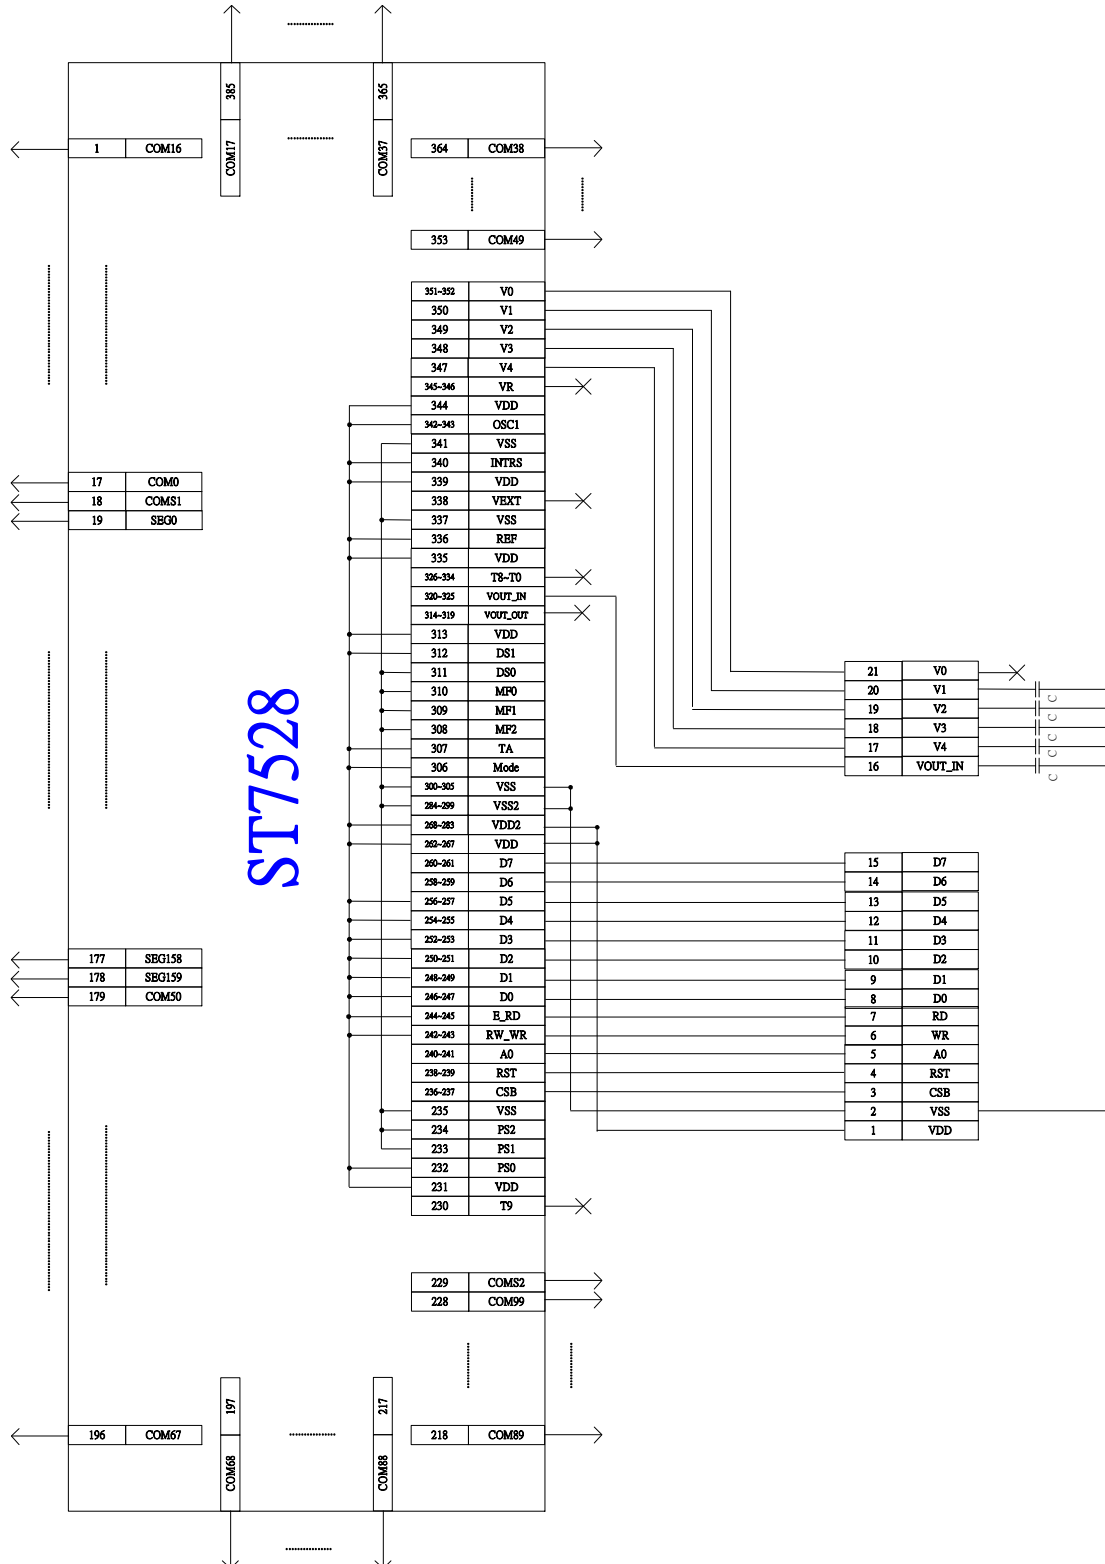 385 COM17
365 COM37
1 COM16
364 COM38
353 COM49
351~352 V0
350 V1
349 V2
348 V3
347 V4
345~346 VR
344 VDD
342~343 OSC1
341 VSS
340 INTRS
339 VDD
338 VEXT
337 VSS
336 REF
335 VDD
326~334 T8~T0
320~325 VOUT_IN
314~319 VOUT_OUT
313 VDD
312 DS1
311 DS0
310 MF0
309 MF1
308 MF2
307 TA
306 Mode
300~305 VSS
284~299 VSS2
268~283 VDD2
262~267 VDD
260~261 D7
258~259 D6
256~257 D5
254~255 D4
252~253 D3
250~251 D2
248~249 D1
246~247 D0
244~245 E_RD
242~243 RW_WR
240~241 A0
238~239 RST
236~237 CSB
235 VSS
234 PS2
233 PS1
232 PS0
231 VDD
230 T9
229 COMS2
228 COM99
218 COM89
17 COM0
18 COMS1
19 SEG0
ST7528
177 SEG158
178 SEG159
179 COM50
196 COM67
197 COM68
217 COM88
21 V0
20 V1
C
19 V2
C
18 V3
C
17 V4
C
16 VOUT_IN
C
15 D7
14 D6
13 D5
12 D4
11 D3
10 D2
9 D1
8 D0
7 RD
6 WR
5 A0
4 RST
3 CSB
2 VSS
1 VDD